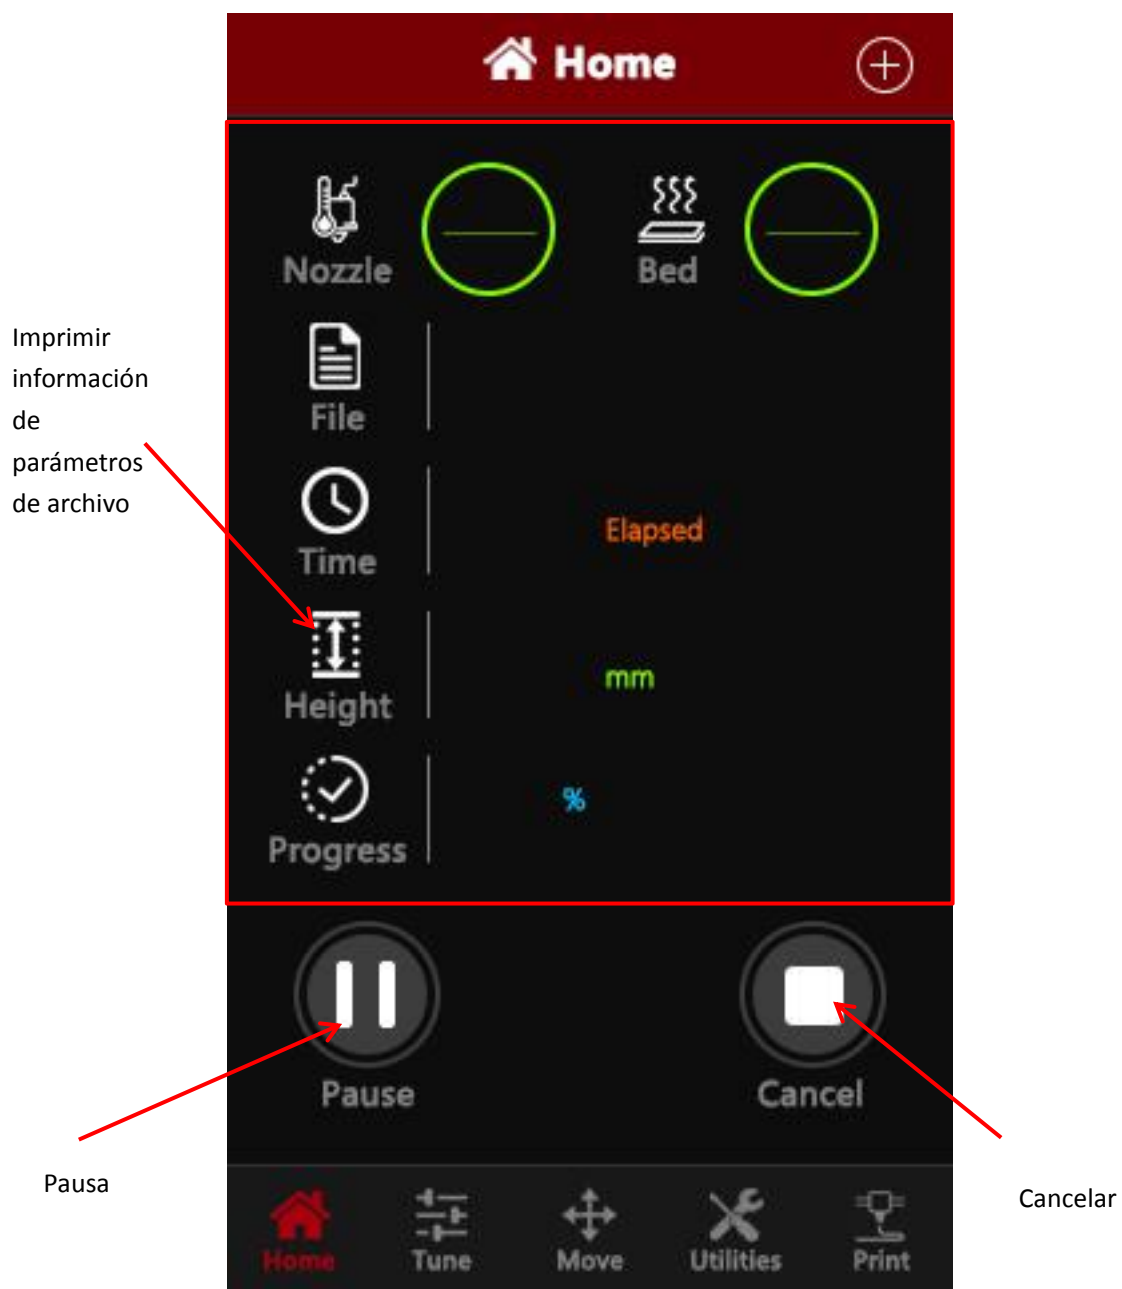 Home
Nozzle
Bed
Imprimir
información
de
parámetros
de archivo
File
Time
Elapsed
Height
mm
Progress
%
Pause
Cancel
Pausa
Cancelar
Home
Tune
Move
Utilities
Print